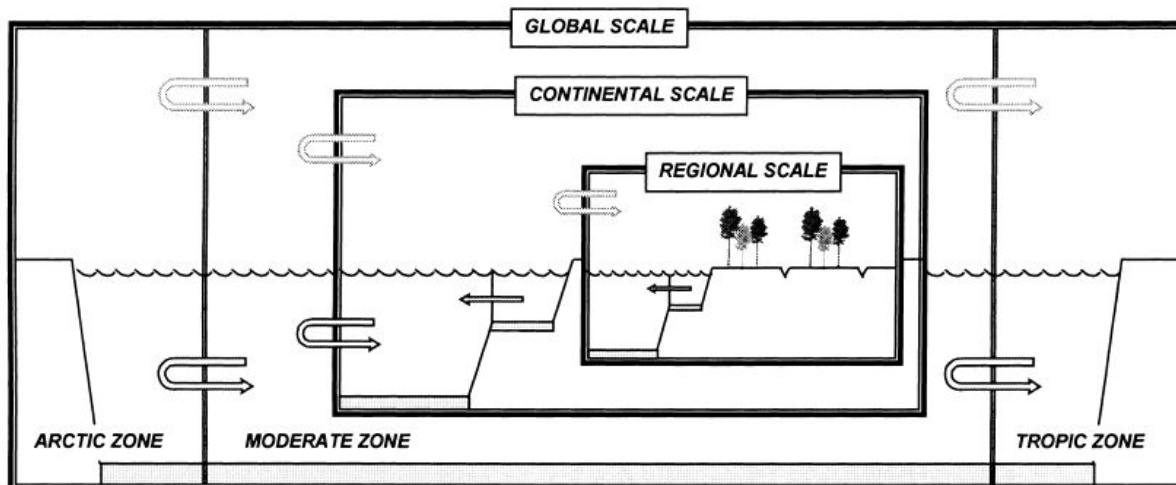 GLOBAL SCALE
CONTINENTAL SCALE
REGIONAL SCALE
ARCTIC ZONE
MODERATE ZONE
TROPIC ZONE